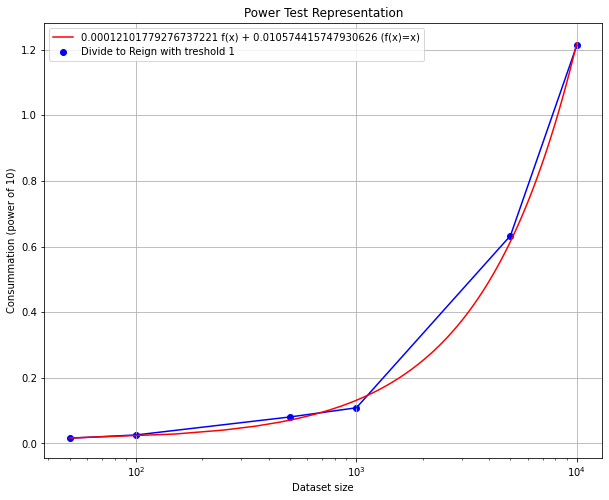 Power Test Representation
0.00012101779276737221 f(x) + 0.010574415747930626 (f(x)=x)
Divide to Reign with treshold 1
Consummation (power of 10)
1.2
1.0
0.8
0.6
0.4
0.2
0.0
10²
10³
10⁴
Dataset size